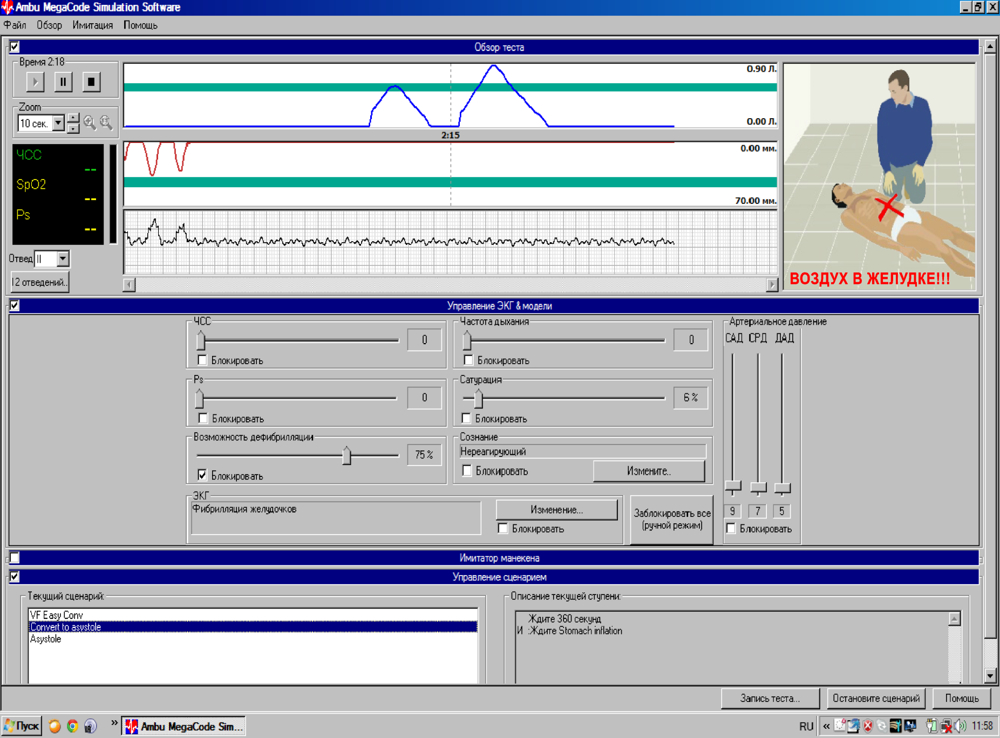 Ambu MegaCode Simulation Software
Файл Обзор Имитация Помощь
Обзор теста
Время 2:18
Zoom
10 сек.
ЧСС
--
SpO2
--
Ps
--
Отвед II
12 отведений..
0.90 Л.
0.00 Л.
2:15
0.00 мм.
70.00 мм.
ВОЗДУХ В ЖЕЛУДКЕ!!!
Управление ЭКГ & модели
ЧСС
0
Блокировать
Частота дыхания
0
Блокировать
Ps
0
Блокировать
Сатурация
6 %
Блокировать
Возможность дефибрилляции
75 %
Блокировать
Сознание
Нереагирующий
Блокировать
Измените..
ЭКГ
Фибрилляция желудочков
Изменение...
Блокировать
Заблокировать все
(ручной режим)
Артериальное давление
САД СРД ДАД
9 7 5
Блокировать
Имитатор манекена
Управление сценарием
Текущий сценарий:
VF Easy Conv
Convert to asystole
Asystole
Описание текущей ступени:
Ждите 360 секунд
И :Ждите Stomach inflation
Запись теста...
Остановите сценарий
Помощь
Пуск
»
Ambu MegaCode Sim...
RU
«
11:58